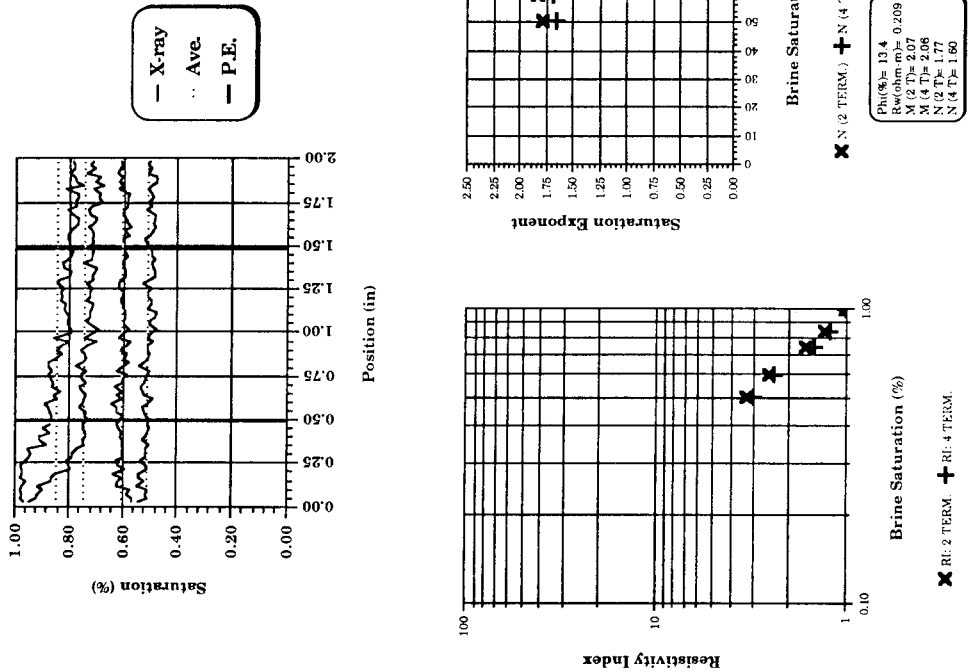 Saturation (%)
1.00
0.80
0.60
0.40
0.20
0.00
0.00
0.25
0.50
0.75
1.00
1.25
1.50
1.75
2.00
Position (in)
X-ray
Ave.
P.E.
Resistivity Index
100
10
1
0.10
1.00
Brine Saturation (%)
RI: 2 TERM. RI: 4 TERM.
Saturation Exponent
2.50
2.25
2.00
1.75
1.50
1.25
1.00
0.75
0.50
0.25
0.00
0
10
20
30
40
50
Brine Satura
N (2 TERM.) N (4
Phi(%)= 13.4
Rw(ohm-m)= 0.209
M (2 T)= 2.07
M (4 T)= 2.06
N (2 T)= 1.77
N (4 T)= 1.60